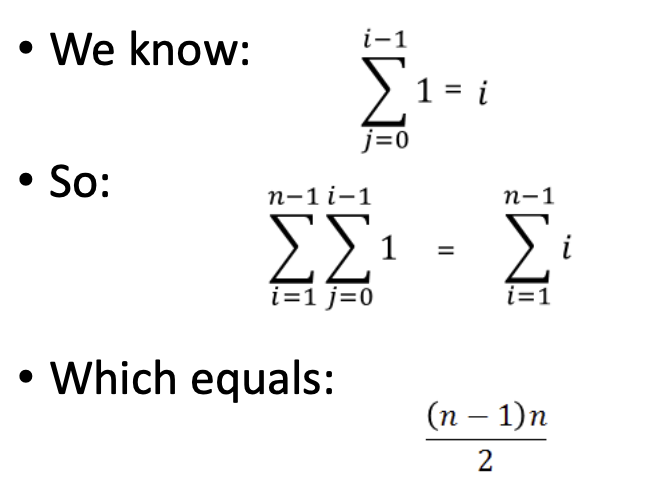 • We know:
i−1
∑ 1 = i
j=0
• So:
n−1 i−1 n−1
∑ ∑ 1 = ∑ i
i=1 j=0 i=1
• Which equals:
(n − 1)n
2